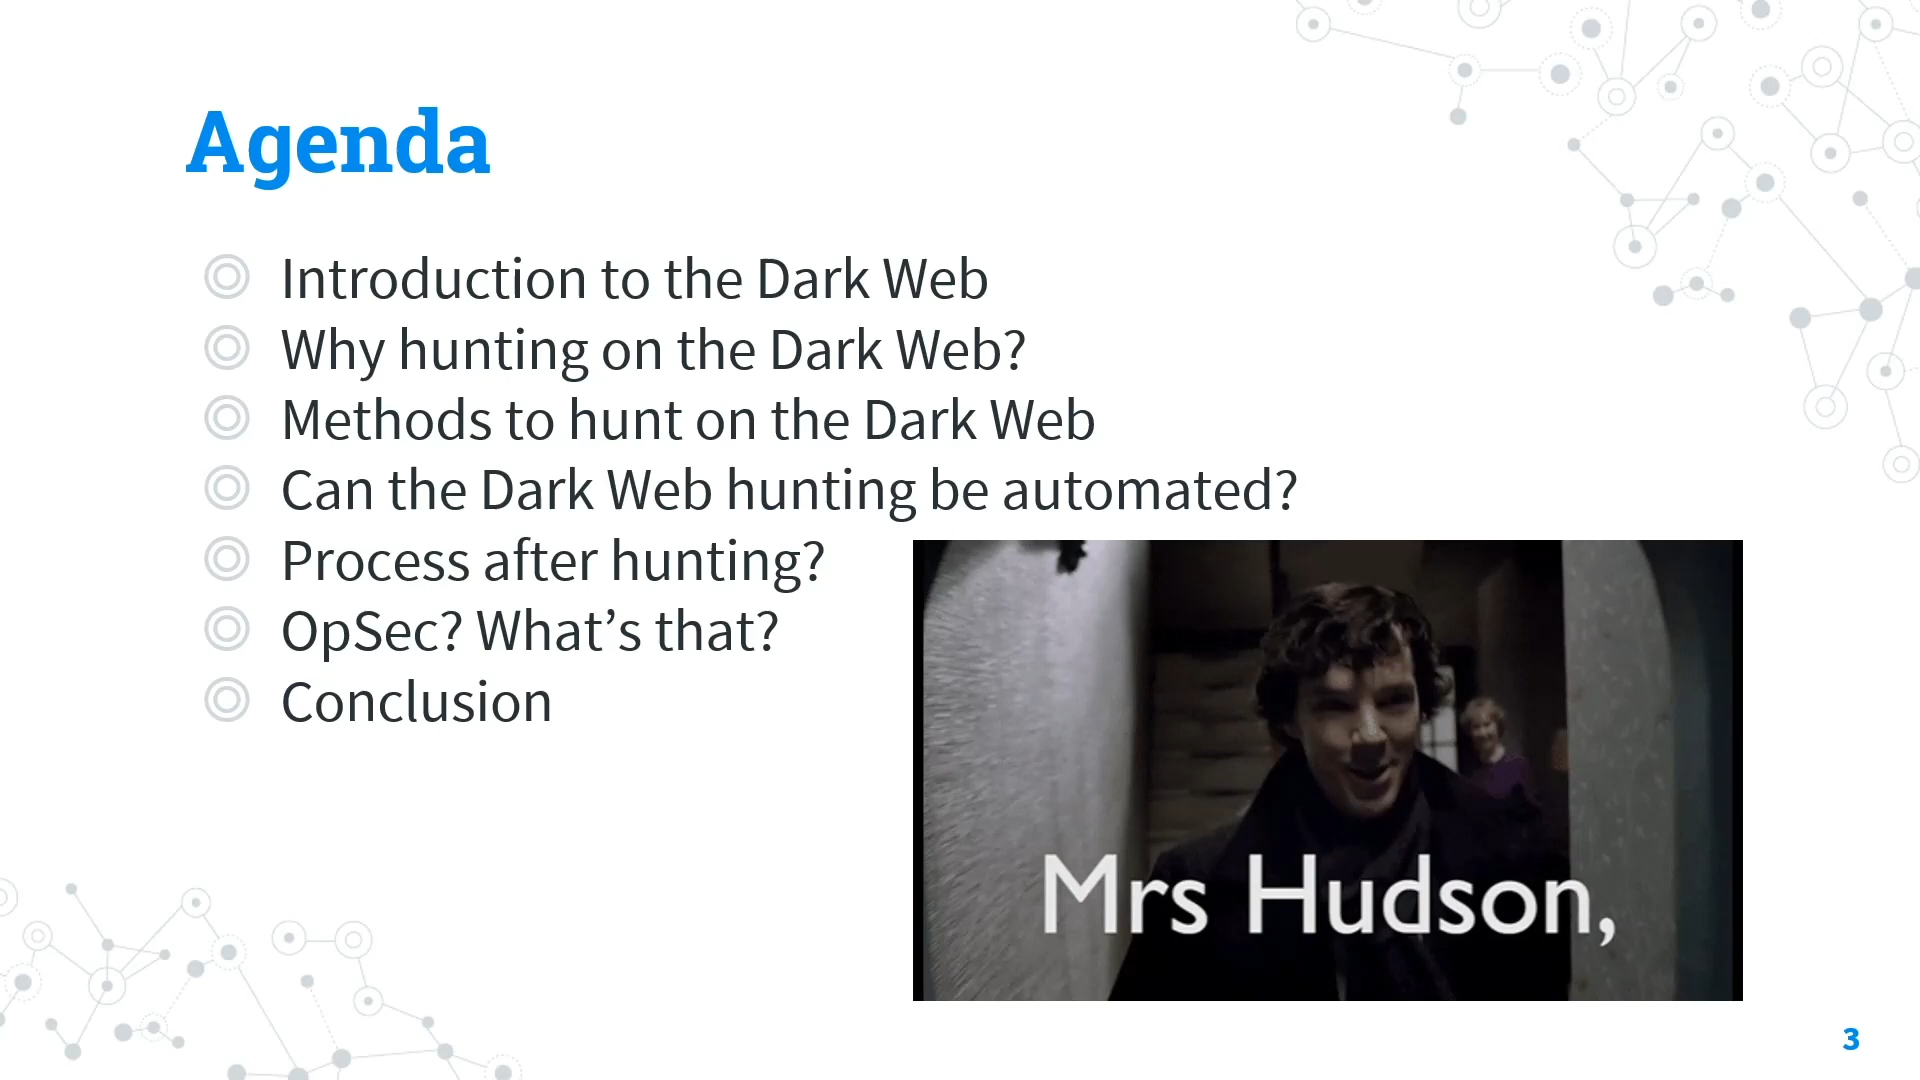 Agenda
Introduction to the Dark Web
Why hunting on the Dark Web?
Methods to hunt on the Dark Web
Can the Dark Web hunting be automated?
Process after hunting?
OpSec? What’s that?
Conclusion
Mrs Hudson,
3